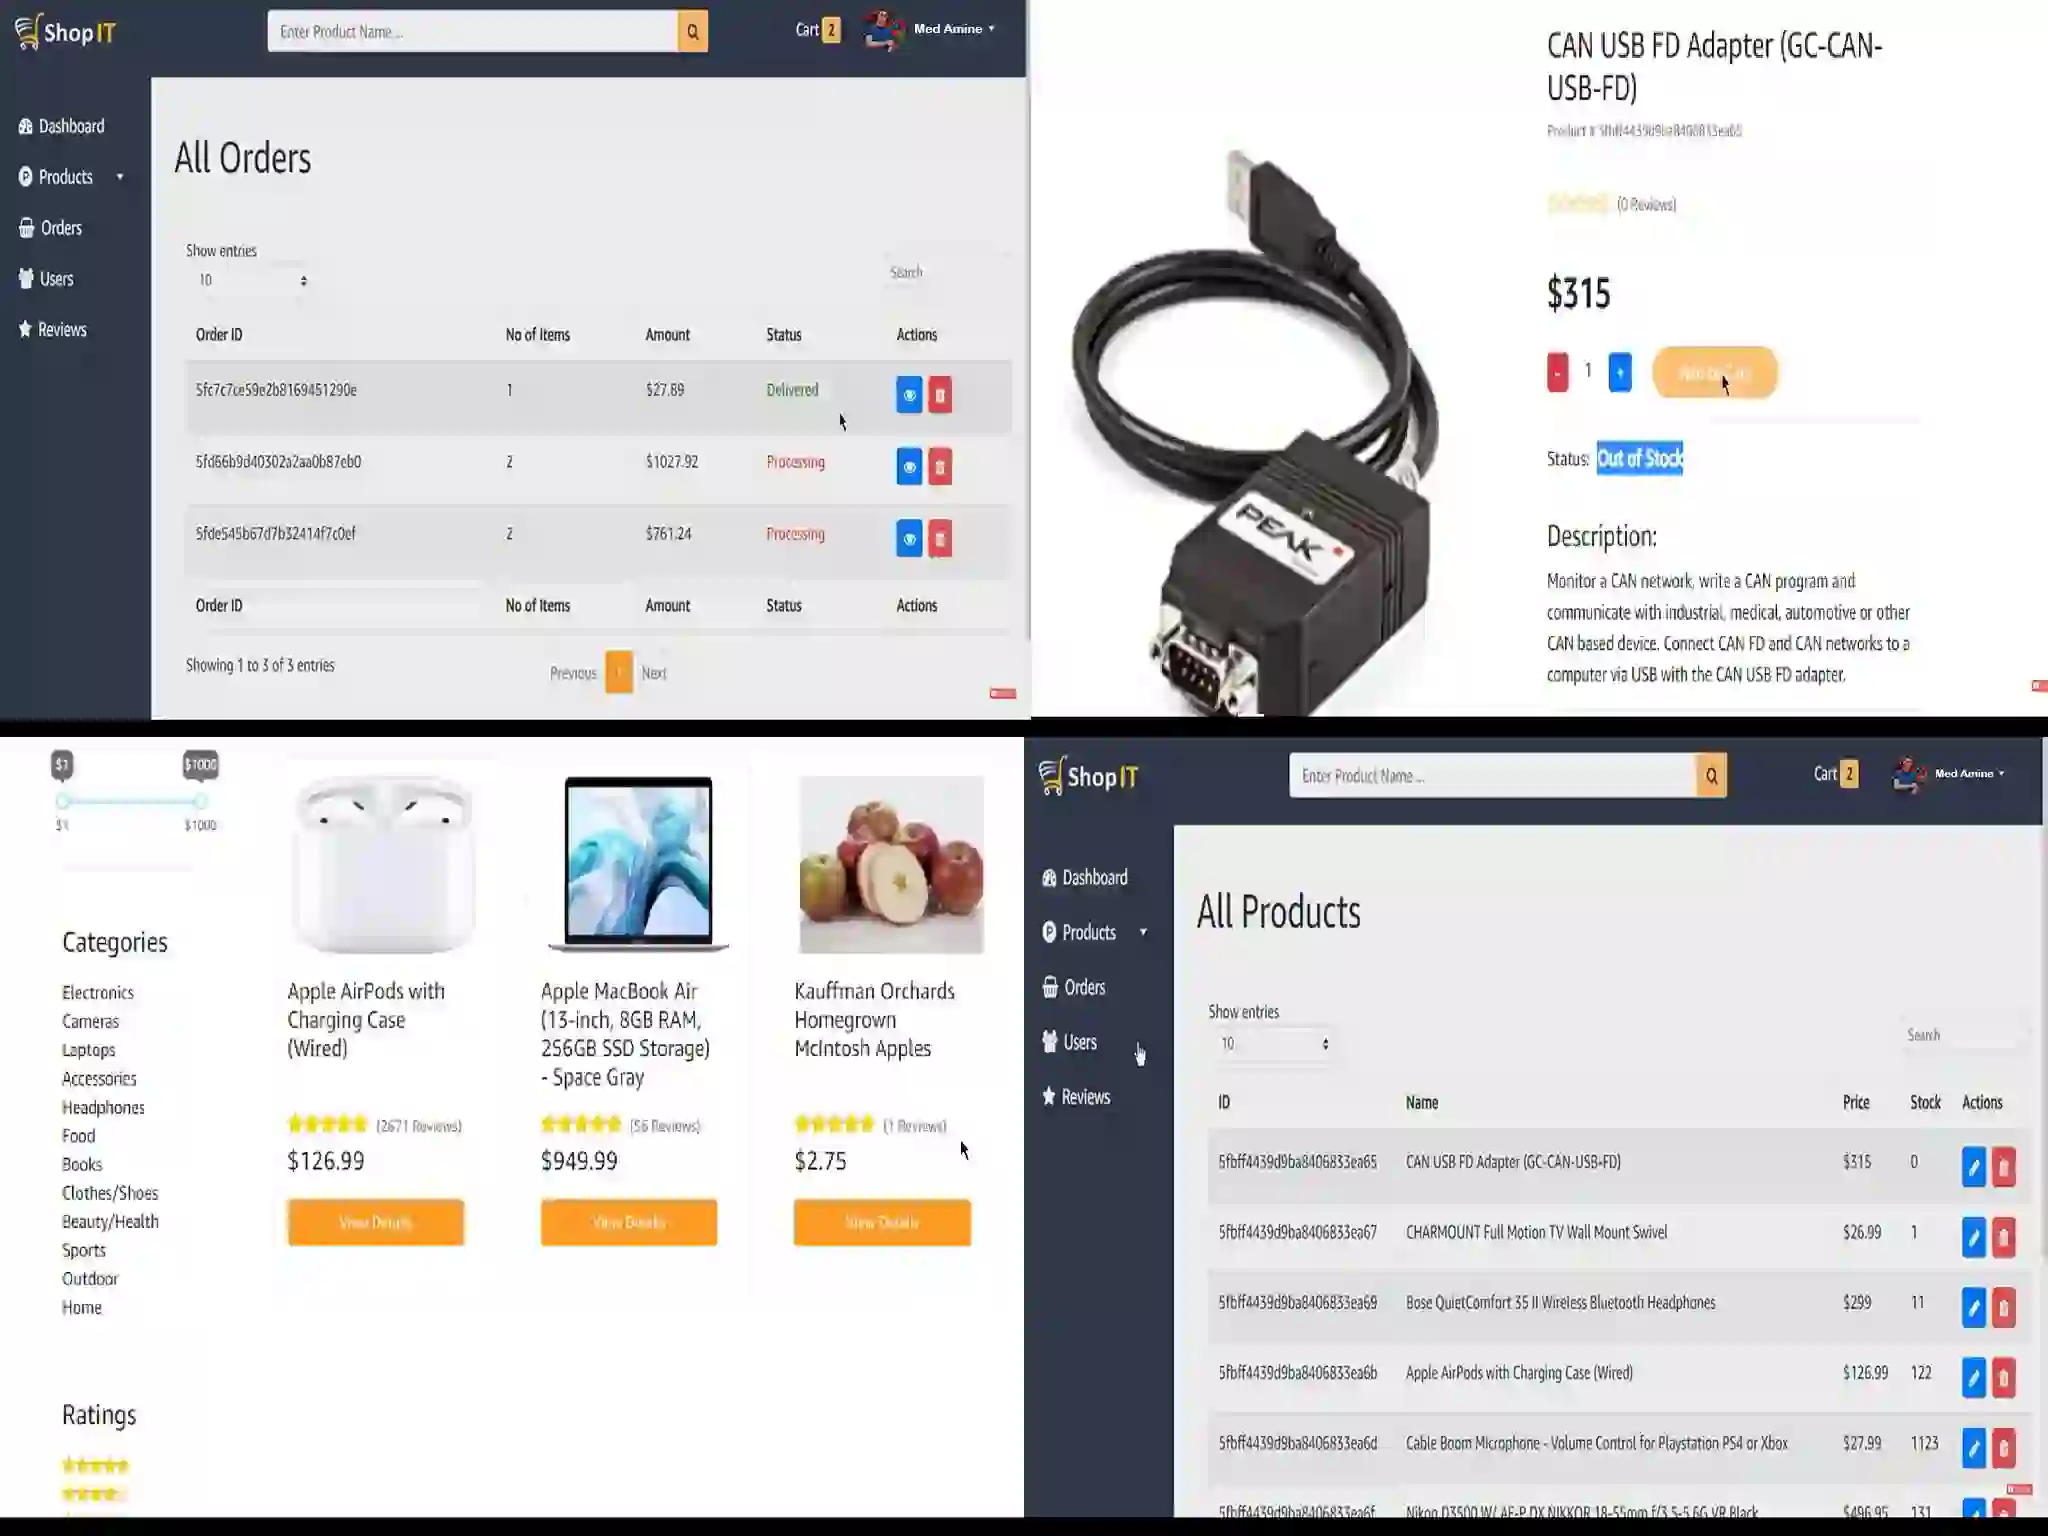 ShopIT
Enter Product Name ...
Cart 2
Med Amine
Dashboard
Products
Orders
Users
Reviews
All Orders
Show entries
10
Search
Order ID No of Items Amount Status Actions
5fc7c7ce59e2b8169451290e 1 $27.89 Delivered
5fd66b9d40302a2aa0b87eb0 2 $1027.92 Processing
5fde545b67d7b32414f7c0ef 2 $761.24 Processing
Order ID No of Items Amount Status Actions
Showing 1 to 3 of 3 entries
Previous 1 Next
CAN USB FD Adapter (GC-CAN-
USB-FD)
Product # 5fbff4439d9ba8406833ea65
(0 Reviews)
$315
- 1 +
Add to Cart
Status: Out of Stock
Description:
Monitor a CAN network, write a CAN program and
communicate with industrial, medical, automotive or other
CAN based device. Connect CAN FD and CAN networks to a
computer via USB with the CAN USB FD adapter.
PEAK
$1 $1000
$1 $1000
Categories
Electronics
Cameras
Laptops
Accessories
Headphones
Food
Books
Clothes/Shoes
Beauty/Health
Sports
Outdoor
Home
Ratings
Apple AirPods with
Charging Case
(Wired)
(2671 Reviews)
$126.99
View Details
Apple MacBook Air
(13-inch, 8GB RAM,
256GB SSD Storage)
- Space Gray
(56 Reviews)
$949.99
View Details
Kauffman Orchards
Homegrown
McIntosh Apples
(1 Reviews)
$2.75
View Details
ShopIT
Enter Product Name ...
Cart 2
Med Amine
Dashboard
Products
Orders
Users
Reviews
All Products
Show entries
10
Search
ID Name Price Stock Actions
5fbff4439d9ba8406833ea65 CAN USB FD Adapter (GC-CAN-USB-FD) $315 0
5fbff4439d9ba8406833ea67 CHARMOUNT Full Motion TV Wall Mount Swivel $26.99 1
5fbff4439d9ba8406833ea69 Bose QuietComfort 35 II Wireless Bluetooth Headphones $299 11
5fbff4439d9ba8406833ea6b Apple AirPods with Charging Case (Wired) $126.99 122
5fbff4439d9ba8406833ea6d Cable Boom Microphone - Volume Control for Playstation PS4 or Xbox $27.99 1123
5fbff4439d9ba8406833ea6f Nikon D3500 W/ AF-P DX NIKKOR 18-55mm f/3.5-5.6G VR Black $496.95 131